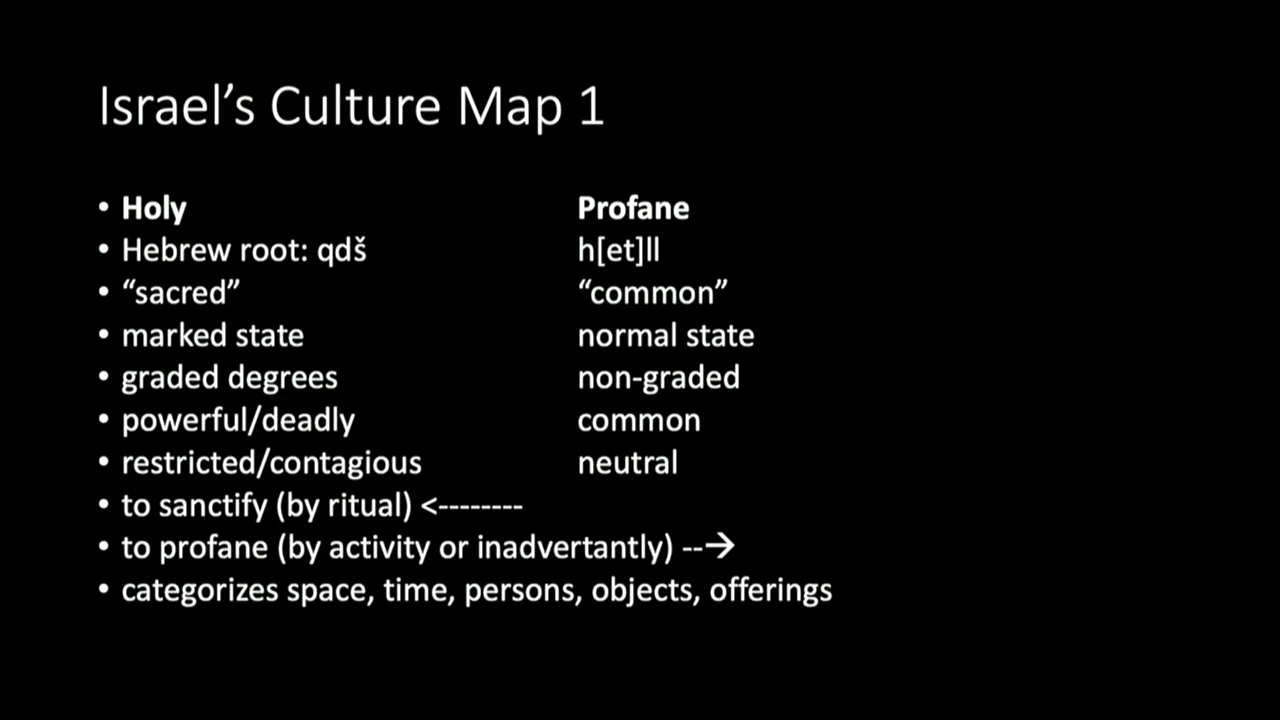 Israel’s Culture Map 1
• Holy Profane
• Hebrew root: qdš h[et]ll
• “sacred” “common”
• marked state normal state
• graded degrees non-graded
• powerful/deadly common
• restricted/contagious neutral
• to sanctify (by ritual) <--------
• to profane (by activity or inadvertantly) --→
• categorizes space, time, persons, objects, offerings